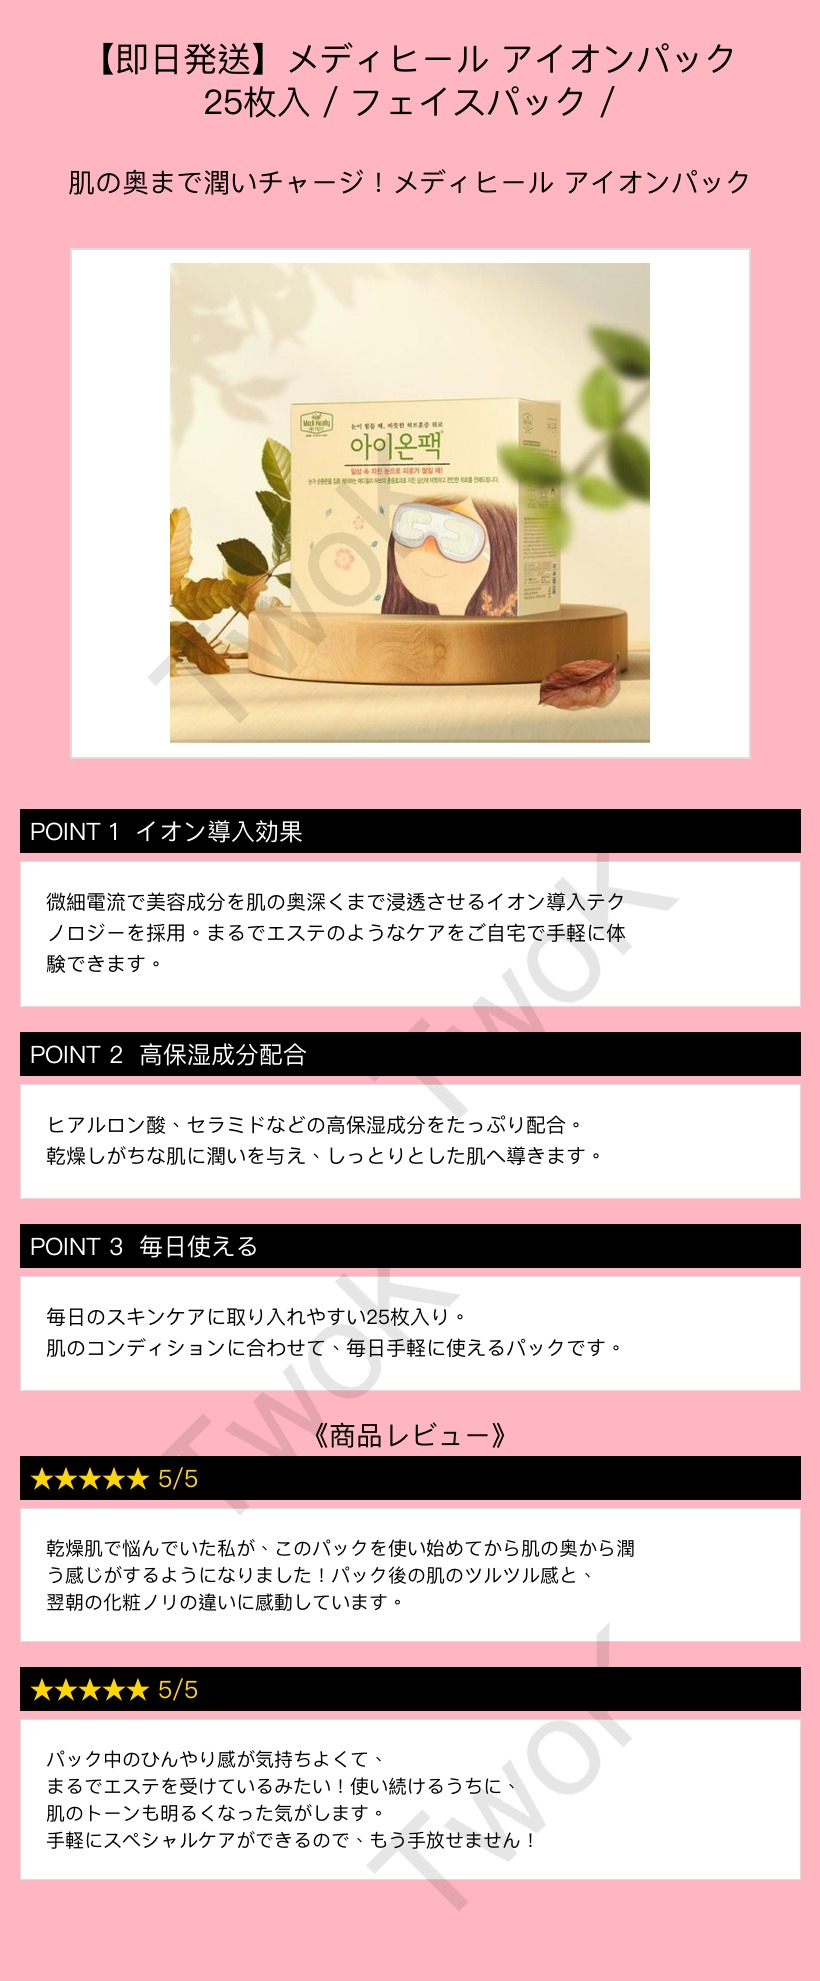 【即日発送】メディヒール アイオンパック
25枚入 / フェイスパック /
肌の奥まで潤いチャージ！メディヒール アイオンパック
Medi Heally
눈이 힘들 때, 따뜻한 허브훈증 위로
아이온팩
일상 속 지친 눈으로 피로가 쌓일 때!
POINT 1 イオン導入効果
微細電流で美容成分を肌の奥深くまで浸透させるイオン導入テク
ノロジーを採用。まるでエステのようなケアをご自宅で手軽に体
験できます。
POINT 2 高保湿成分配合
ヒアルロン酸、セラミドなどの高保湿成分をたっぷり配合。
乾燥しがちな肌に潤いを与え、しっとりとした肌へ導きます。
POINT 3 毎日使える
毎日のスキンケアに取り入れやすい25枚入り。
肌のコンディションに合わせて、毎日手軽に使えるパックです。
《商品レビュー》
★★★★★ 5/5
乾燥肌で悩んでいた私が、このパックを使い始めてから肌の奥から潤
う感じがするようになりました！パック後の肌のツルツル感と、
翌朝の化粧ノリの違いに感動しています。
★★★★★ 5/5
パック中のひんやり感が気持ちよくて、
まるでエステを受けているみたい！使い続けるうちに、
肌のトーンも明るくなった気がします。
手軽にスペシャルケアができるので、もう手放せません！
TwoK
TwoK
TwoK
TwoK